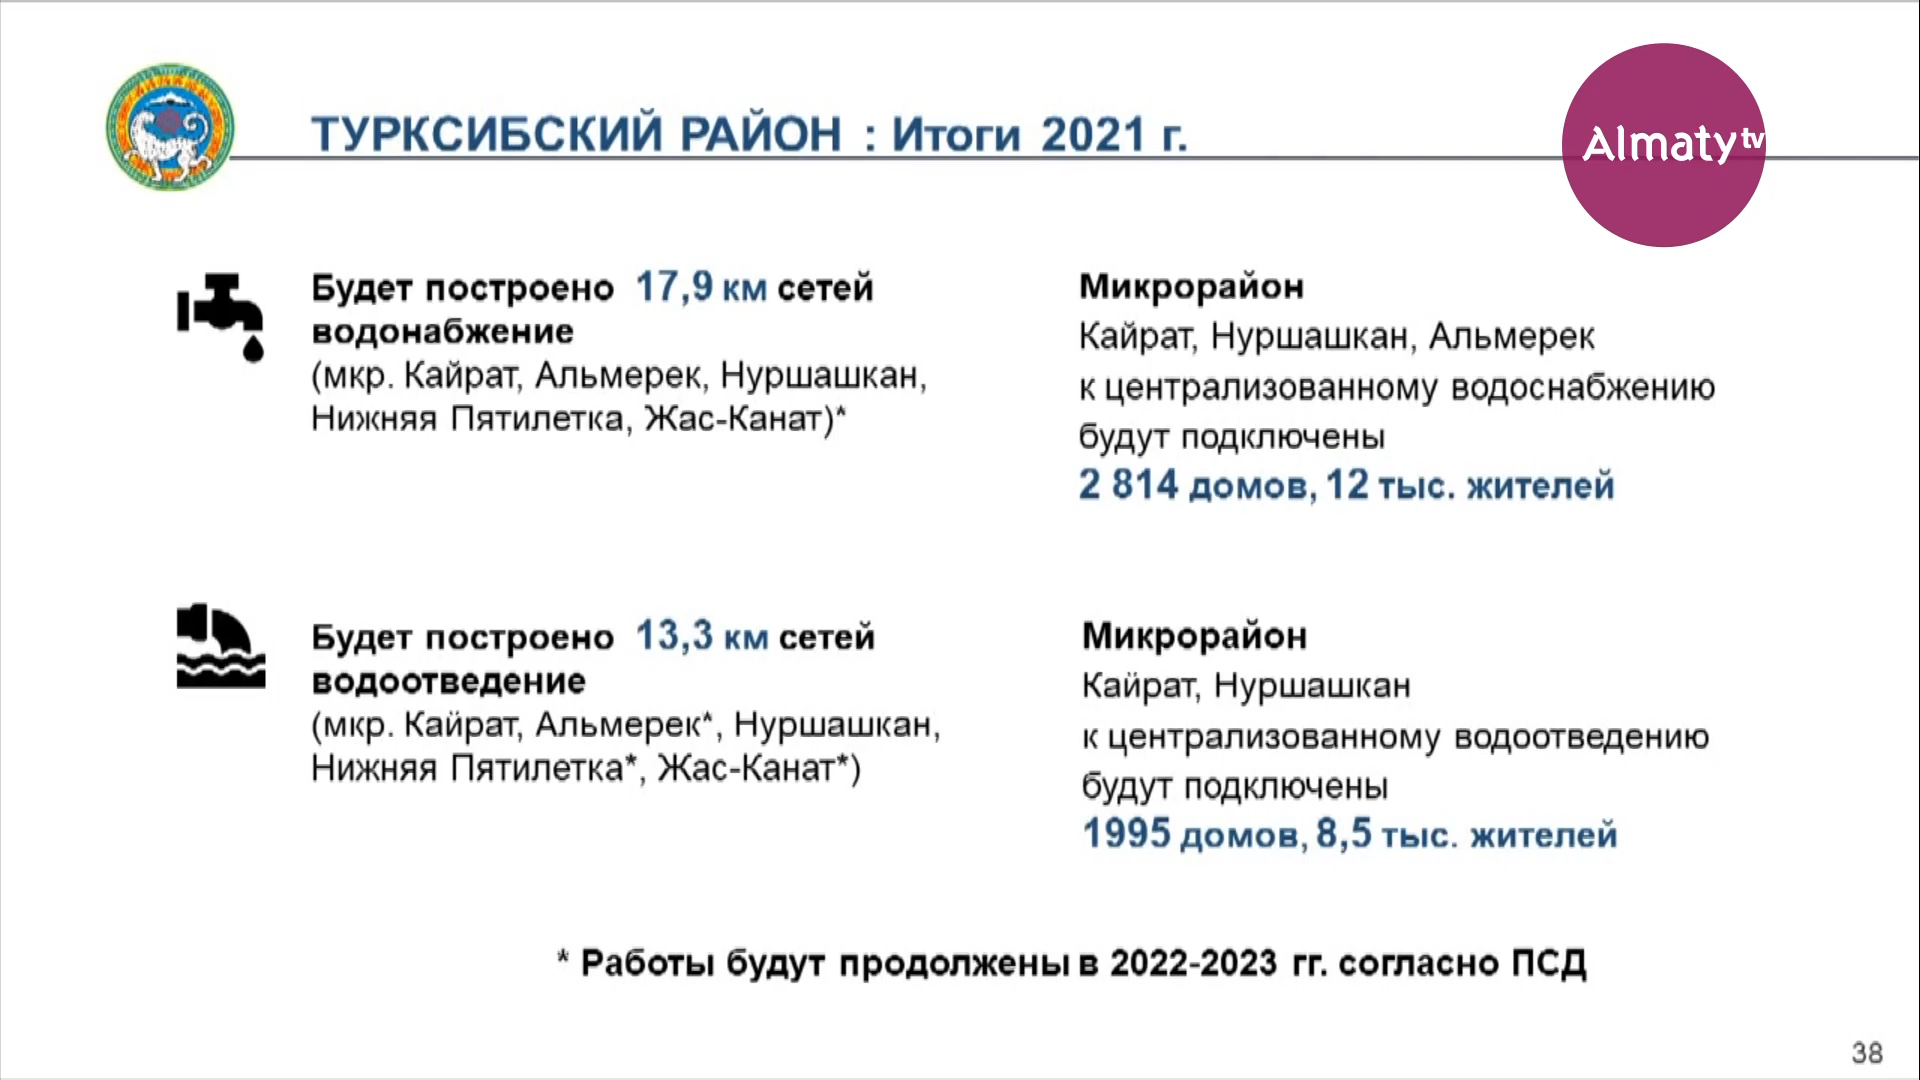 ТУРКСИБСКИЙ РАЙОН : Итоги 2021 г.
Almaty tv
Будет построено 17,9 км сетей
водонабжение
(мкр. Кайрат, Альмерек, Нуршашкан,
Нижняя Пятилетка, Жас-Канат)*
Микрорайон
Кайрат, Нуршашкан, Альмерек
к централизованному водоснабжению
будут подключены
2 814 домов, 12 тыс. жителей
Будет построено 13,3 км сетей
водоотведение
(мкр. Кайрат, Альмерек*, Нуршашкан,
Нижняя Пятилетка*, Жас-Канат*)
Микрорайон
Кайрат, Нуршашкан
к централизованному водоотведению
будут подключены
1995 домов, 8,5 тыс. жителей
* Работы будут продолжены в 2022-2023 гг. согласно ПСД
38